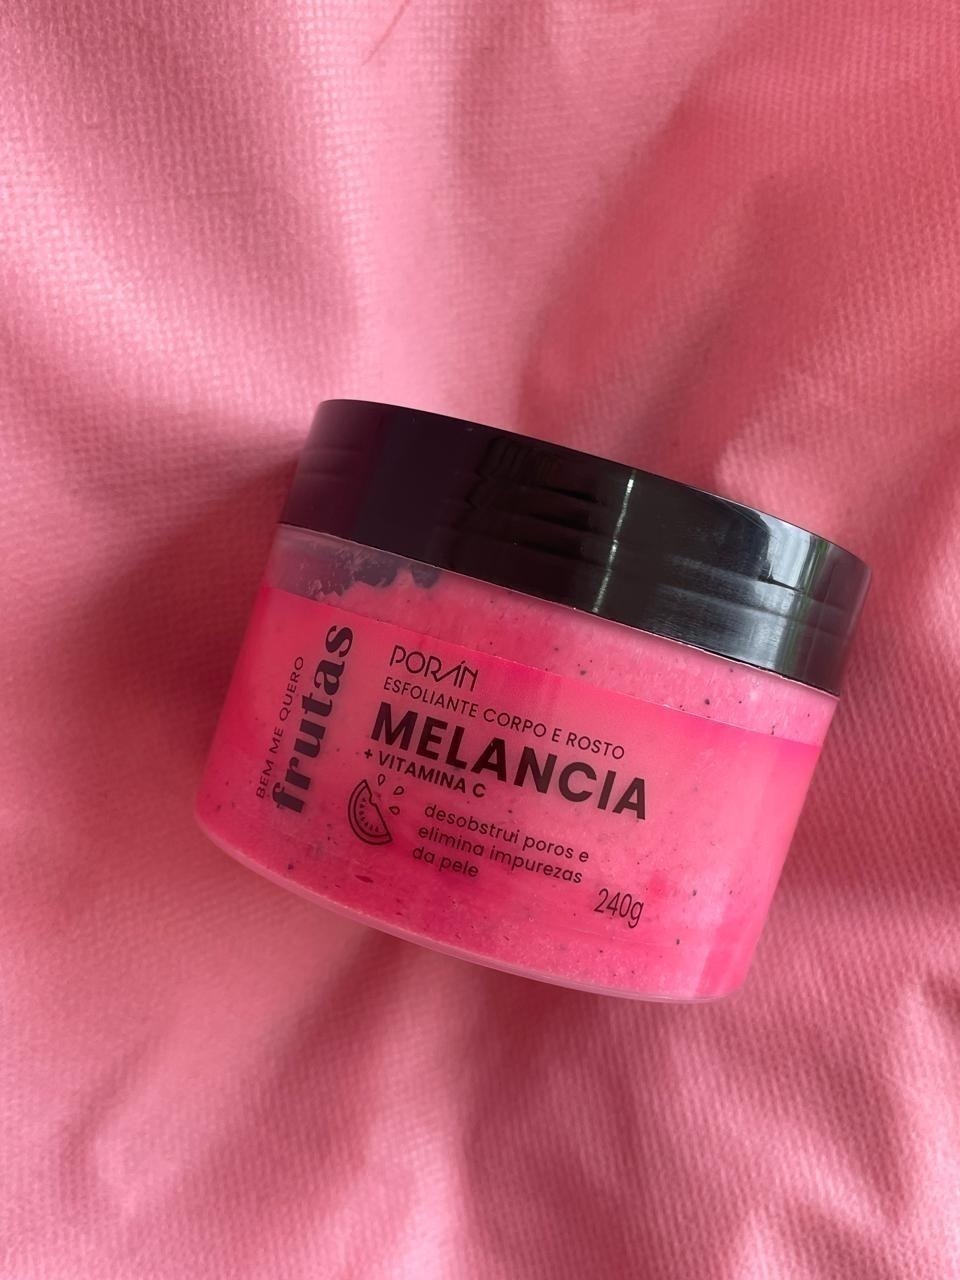 BEM ME QUERO
frutas
PORÁN
ESFOLIANTE CORPO E ROSTO
MELANCIA
+ VITAMINA C
desobstrui poros e
elimina impurezas
da pele
240g